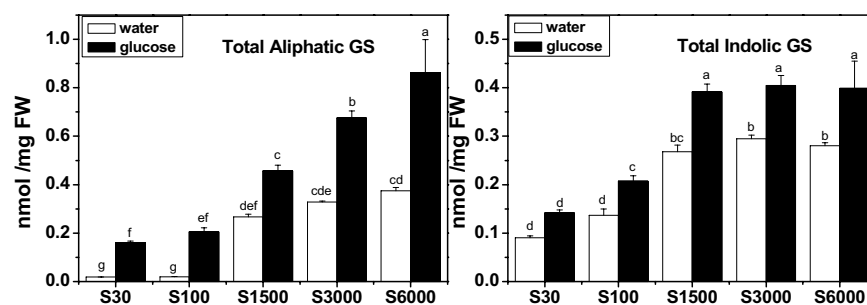 water
glucose
Total Aliphatic GS
nmol /mg FW
1.0
0.8
0.6
0.4
0.2
0.0
g
f
g
ef
def
c
cde
b
cd
a
S30 S100 S1500 S3000 S6000
water
glucose
Total Indolic GS
nmol /mg FW
0.5
0.4
0.3
0.2
0.1
0.0
d
d
d
c
bc
a
b
a
b
a
S30 S100 S1500 S3000 S6000